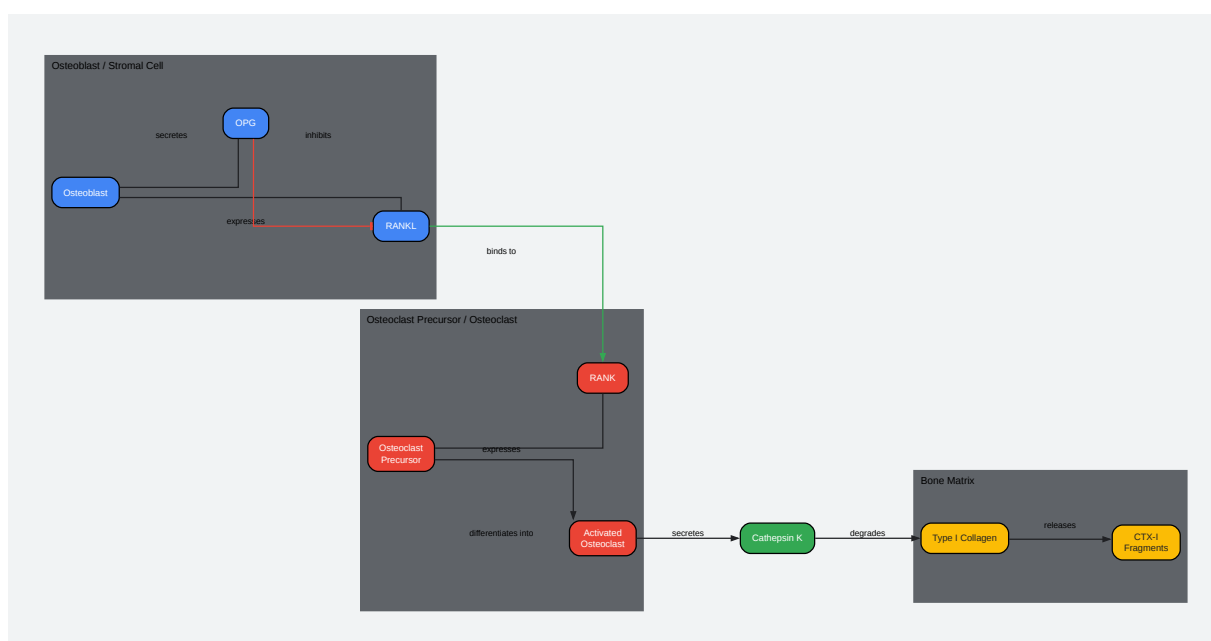 Osteoblast / Stromal Cell
OPG
secretes
inhibits
Osteoblast
expresses
RANKL
binds to
Osteoclast Precursor / Osteoclast
RANK
Osteoclast
Precursor
expresses
differentiates into
Activated
Osteoclast
secretes
Cathepsin K
degrades
Bone Matrix
Type I Collagen
releases
CTX-I
Fragments